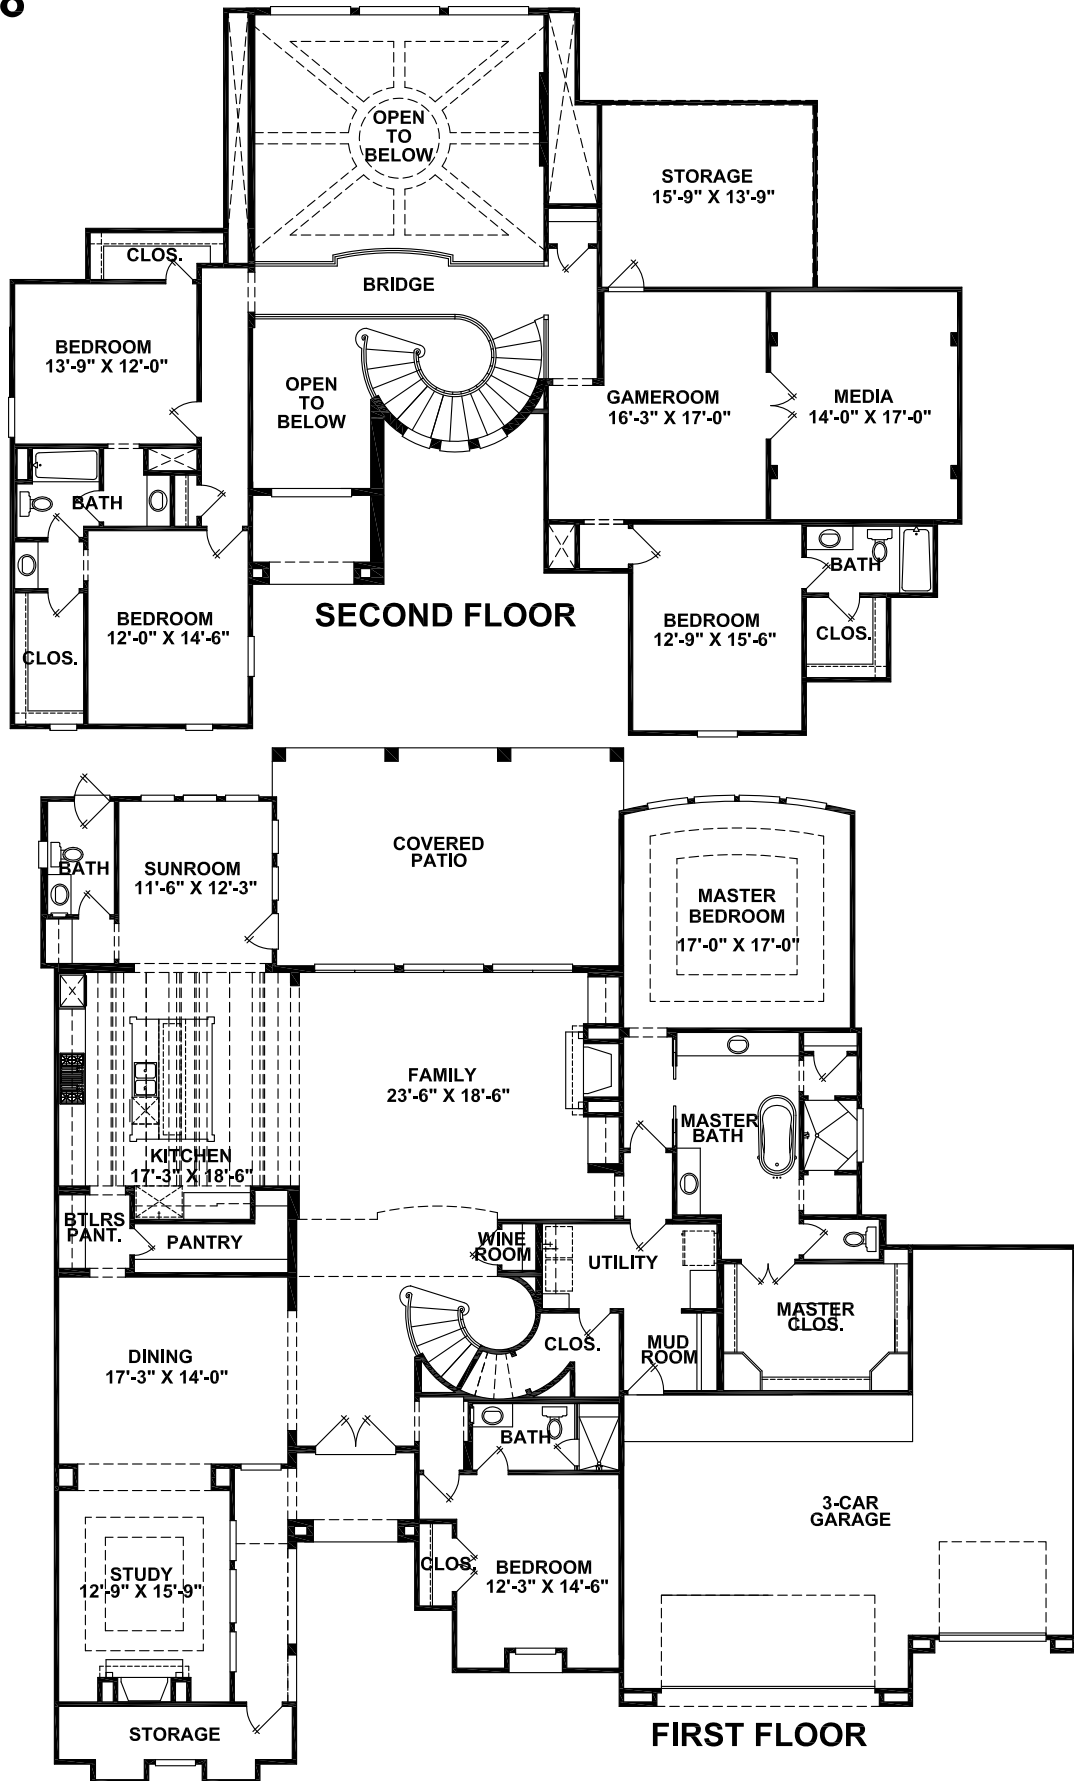 OPEN
TO
BELOW
STORAGE
15'-9" X 13'-9"
CLOS.
BRIDGE
BEDROOM
13'-9" X 12'-0"
OPEN
TO
BELOW
GAMEROOM
16'-3" X 17'-0"
MEDIA
14'-0" X 17'-0"
BATH
BEDROOM
12'-0" X 14'-6"
CLOS.
SECOND FLOOR
BATH
BEDROOM
12'-9" X 15'-6"
CLOS.
COVERED
PATIO
BATH
SUNROOM
11'-6" X 12'-3"
MASTER
BEDROOM
17'-0" X 17'-0"
FAMILY
23'-6" X 18'-6"
MASTER
BATH
KITCHEN
17'-3" X 18'-6"
BTLRS
PANT.
PANTRY
WINE
ROOM
UTILITY
MASTER
CLOS.
CLOS.
MUD
ROOM
DINING
17'-3" X 14'-0"
BATH
3-CAR
GARAGE
STUDY
12'-9" X 15'-9"
CLOS.
BEDROOM
12'-3" X 14'-6"
STORAGE
FIRST FLOOR